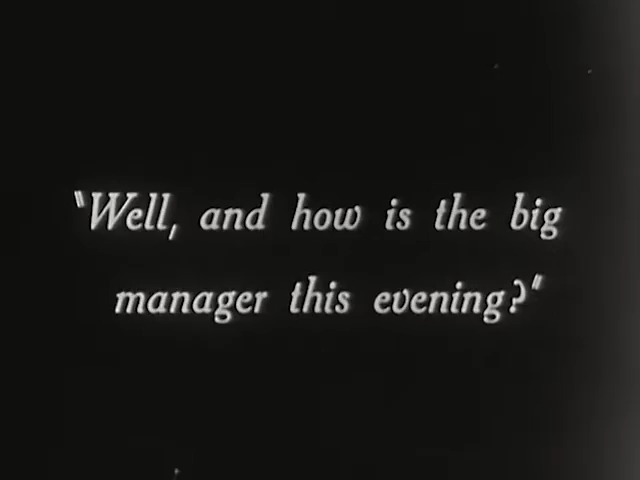 "Well, and how is the big
manager this evening?"